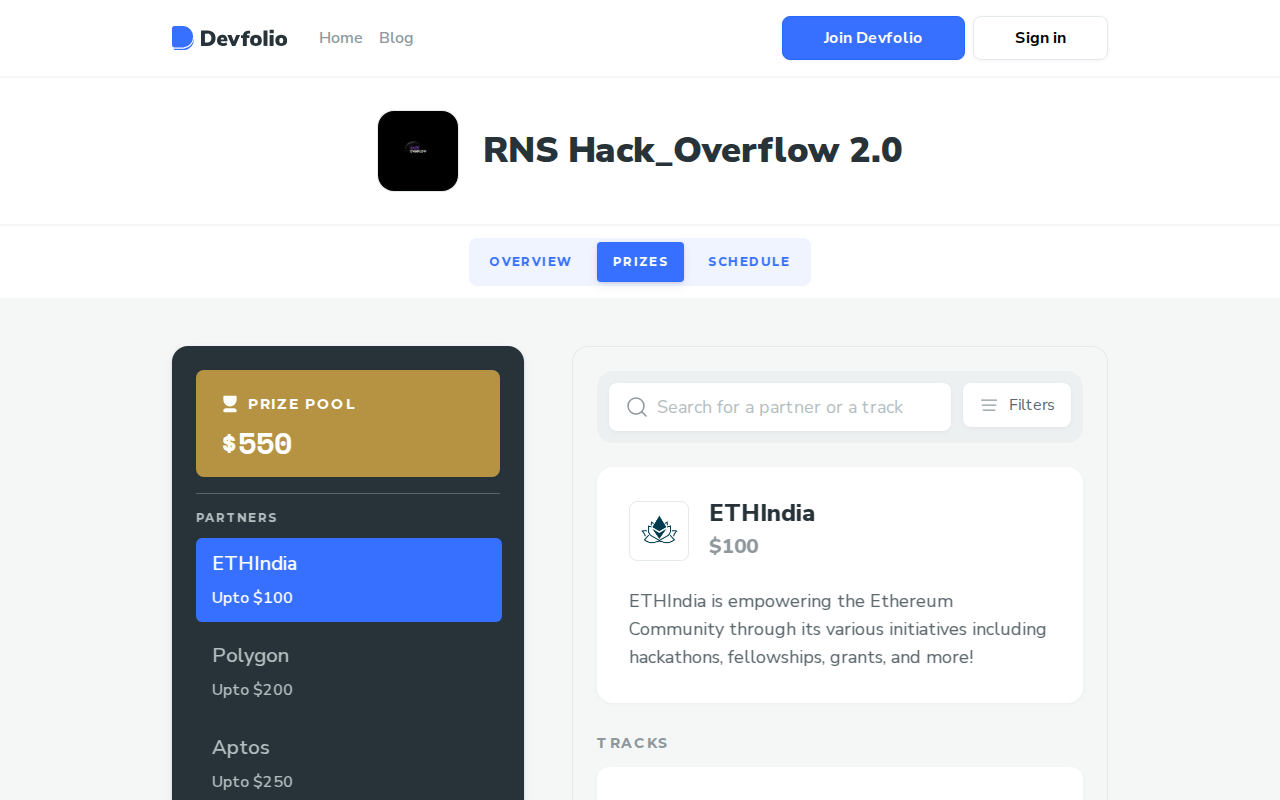 Devfolio
Home
Blog
Join Devfolio
Sign in
RNS Hack_Overflow 2.0
OVERVIEW
PRIZES
SCHEDULE
PRIZE POOL
$550
PARTNERS
ETHIndia
Upto $100
Polygon
Upto $200
Aptos
Upto $250
Search for a partner or a track
Filters
ETHIndia
$100
ETHIndia is empowering the Ethereum
Community through its various initiatives including
hackathons, fellowships, grants, and more!
TRACKS